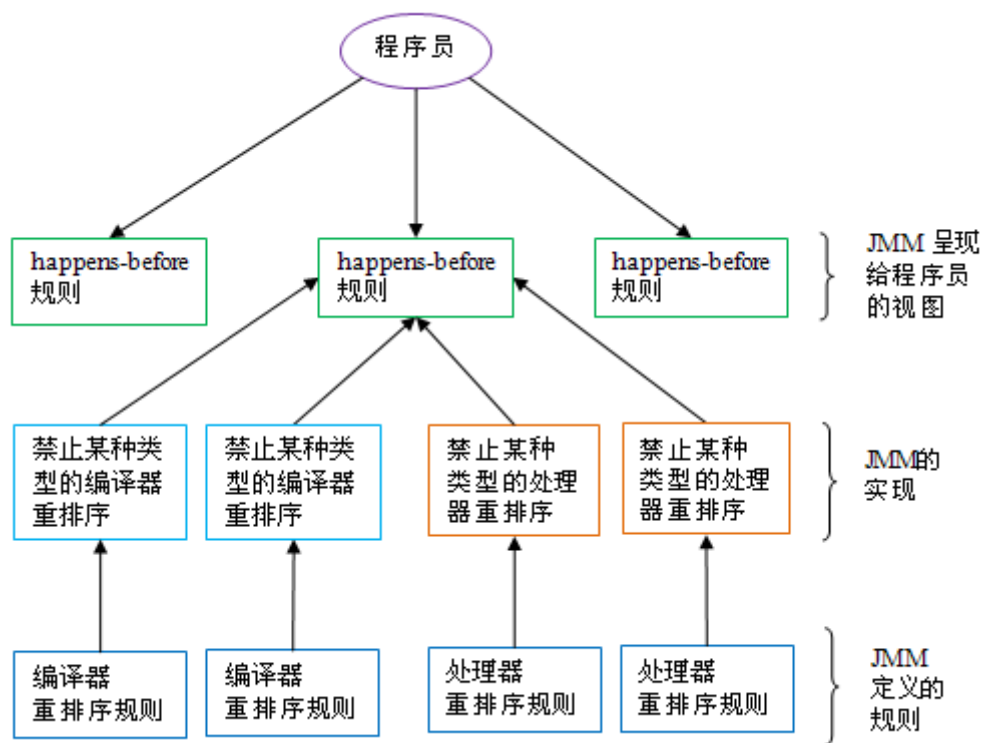 程序员
happens-before
规则
happens-before
规则
happens-before
规则
JMM 呈现
给程序员
的视图
禁止某种类
型的编译器
重排序
禁止某种类
型的编译器
重排序
禁止某种
类型的处理
器重排序
禁止某种
类型的处理
器重排序
JMM的
实现
编译器
重排序规则
编译器
重排序规则
处理器
重排序规则
处理器
重排序规则
JMM
定义的
规则